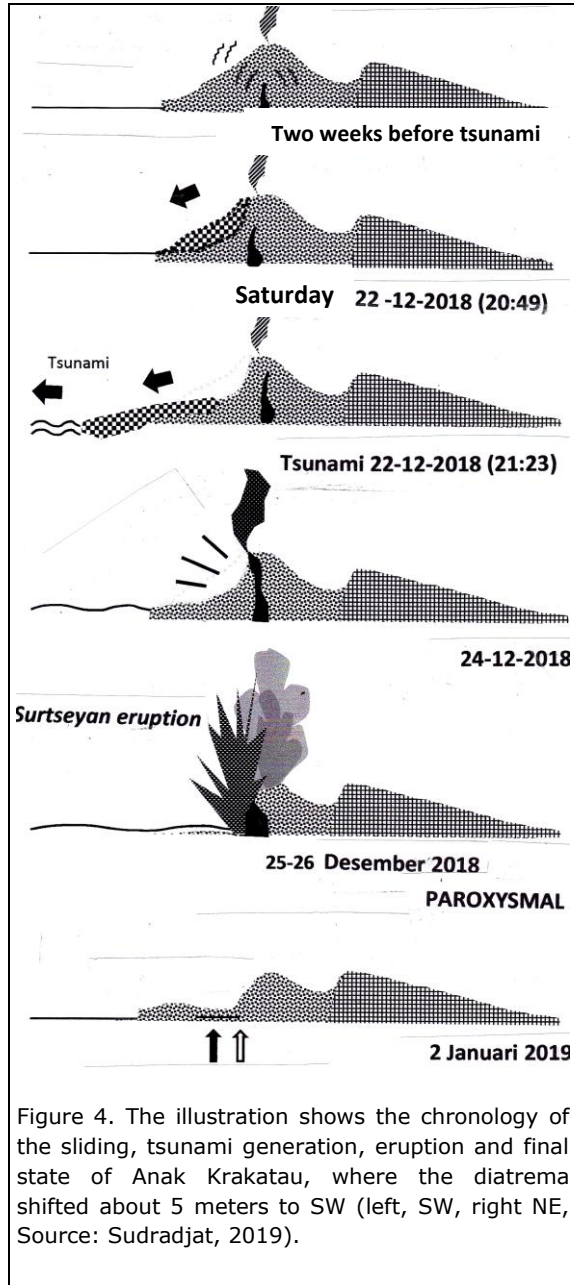 Two weeks before tsunami
Saturday 22 -12-2018 (20:49)
Tsunami
Tsunami 22-12-2018 (21:23)
24-12-2018
Surtseyan eruption
25-26 Desember 2018
PAROXYSMAL
2 Januari 2019
Figure 4. The illustration shows the chronology of
the sliding, tsunami generation, eruption and final
state of Anak Krakatau, where the diatrema
shifted about 5 meters to SW (left, SW, right NE,
Source: Sudradjat, 2019).